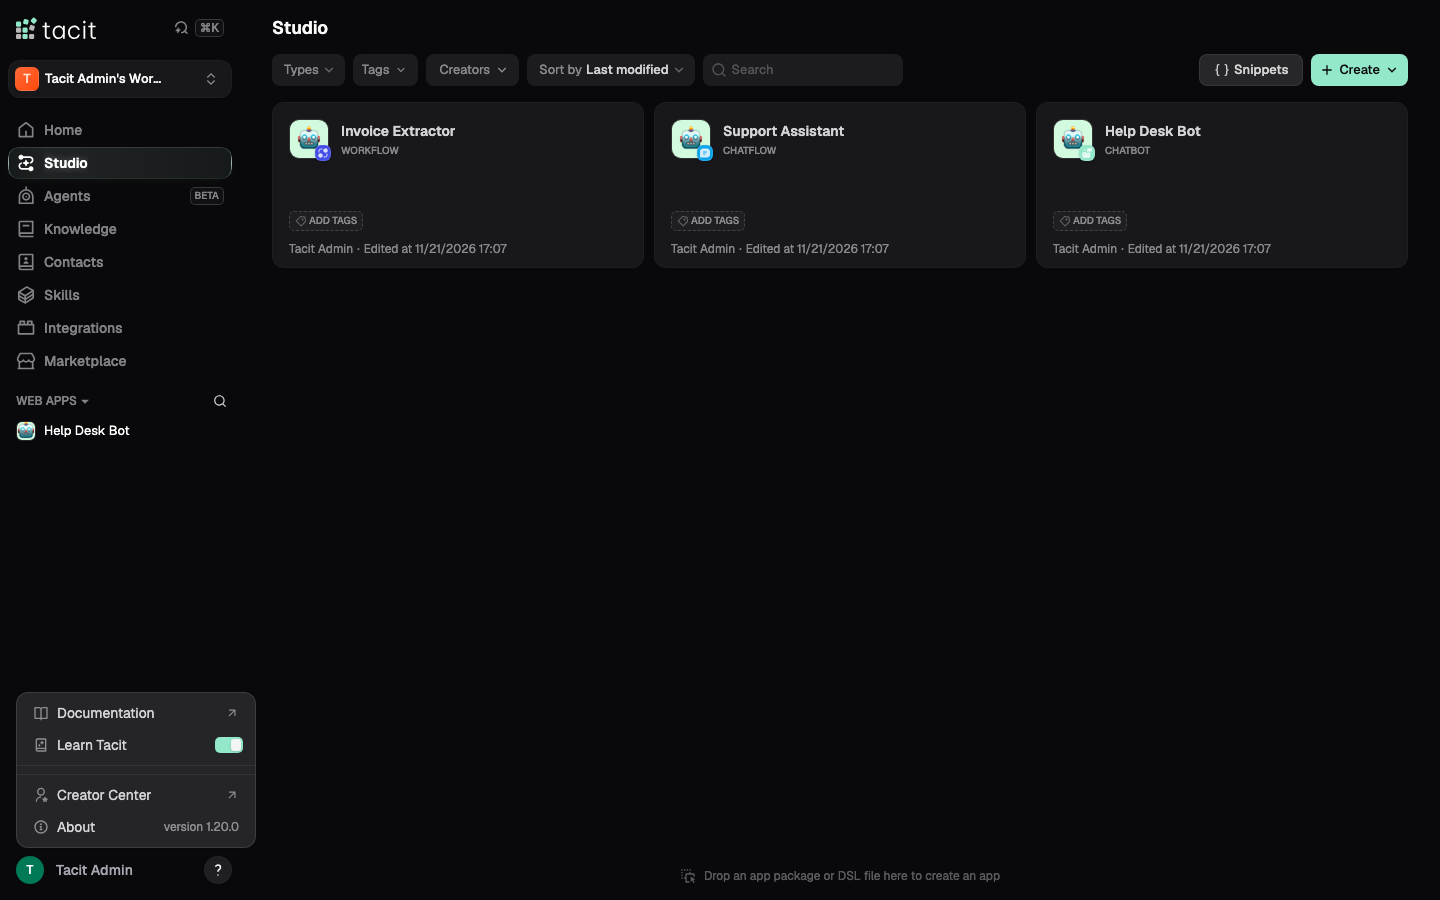 tacit
⌘K
T
Tacit Admin's Wor...
Home
Studio
Agents
BETA
Knowledge
Contacts
Skills
Integrations
Marketplace
WEB APPS
Help Desk Bot
Documentation
Learn Tacit
Creator Center
About
version 1.20.0
T
Tacit Admin
?
Studio
Types
Tags
Creators
Sort by Last modified
Search
{ } Snippets
+ Create
Invoice Extractor
WORKFLOW
ADD TAGS
Tacit Admin · Edited at 11/21/2026 17:07
Support Assistant
CHATFLOW
ADD TAGS
Tacit Admin · Edited at 11/21/2026 17:07
Help Desk Bot
CHATBOT
ADD TAGS
Tacit Admin · Edited at 11/21/2026 17:07
Drop an app package or DSL file here to create an app